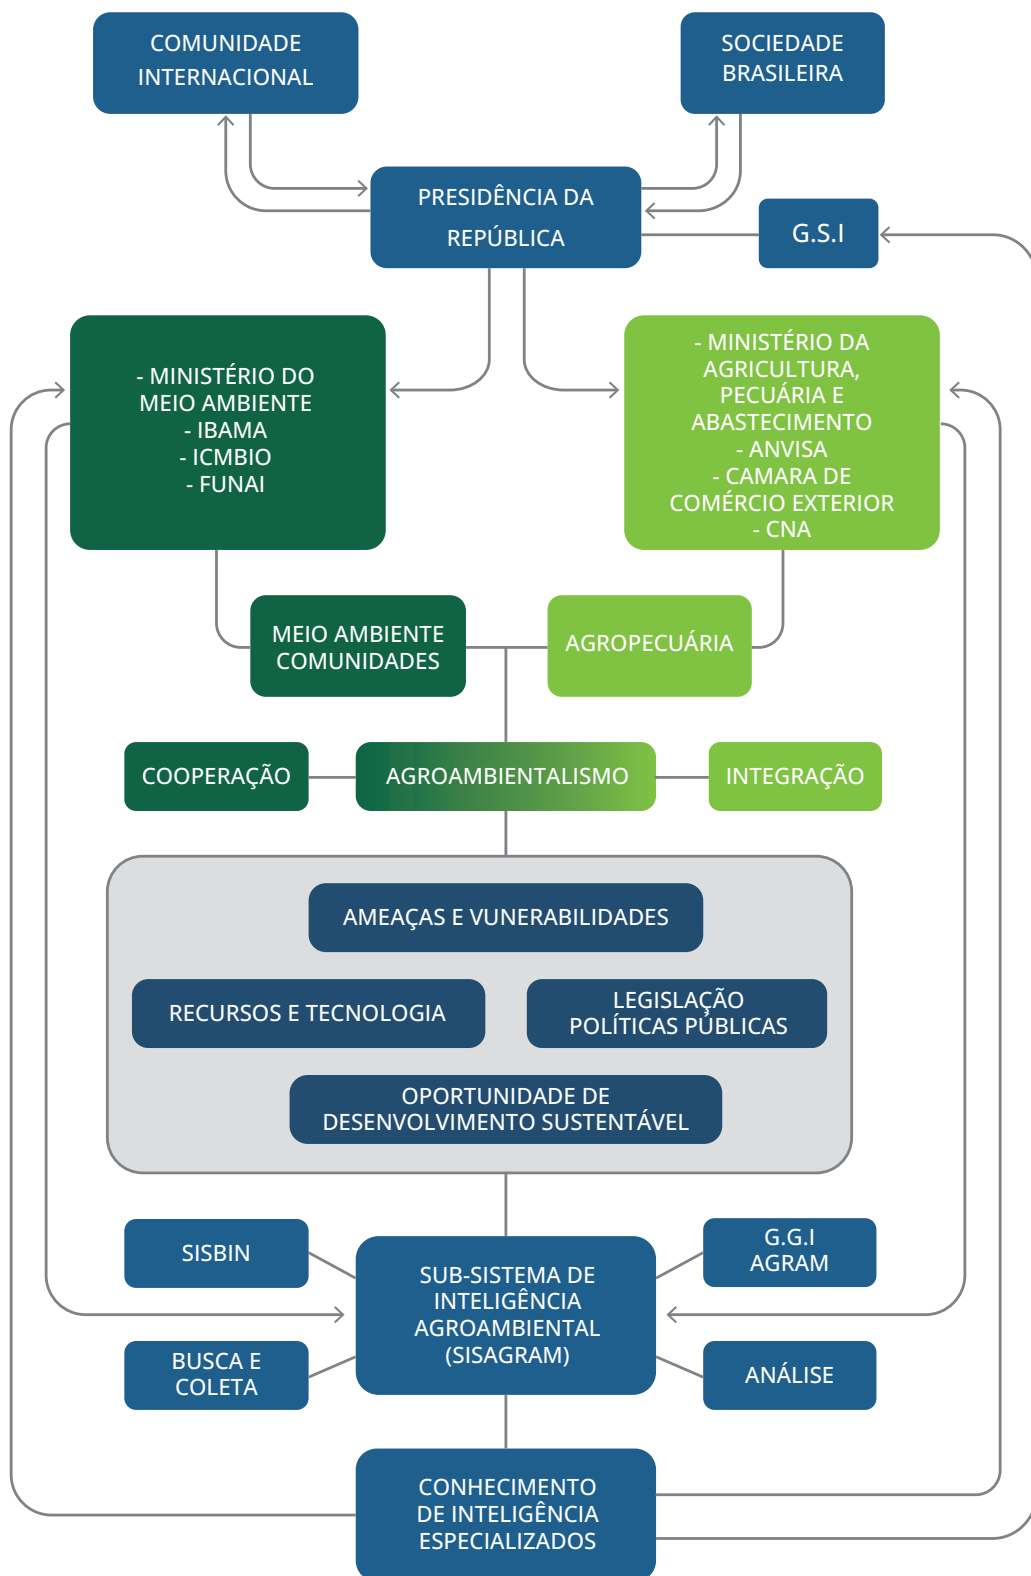 COMUNIDADE
INTERNACIONAL
SOCIEDADE
BRASILEIRA
PRESIDÊNCIA DA
REPÚBLICA
G.S.I
- MINISTÉRIO DO
MEIO AMBIENTE
- IBAMA
- ICMBIO
- FUNAI
- MINISTÉRIO DA
AGRICULTURA,
PECUÁRIA E
ABASTECIMENTO
- ANVISA
- CAMARA DE
COMÉRCIO EXTERIOR
- CNA
MEIO AMBIENTE
COMUNIDADES
AGROPECUÁRIA
COOPERAÇÃO
AGROAMBIENTALISMO
INTEGRAÇÃO
AMEAÇAS E VUNERABILIDADES
RECURSOS E TECNOLOGIA
LEGISLAÇÃO
POLÍTICAS PÚBLICAS
OPORTUNIDADE DE
DESENVOLVIMENTO SUSTENTÁVEL
SISBIN
G.G.I
AGRAM
SUB-SISTEMA DE
INTELIGÊNCIA
AGROAMBIENTAL
(SISAGRAM)
BUSCA E
COLETA
ANÁLISE
CONHECIMENTO
DE INTELIGÊNCIA
ESPECIALIZADOS